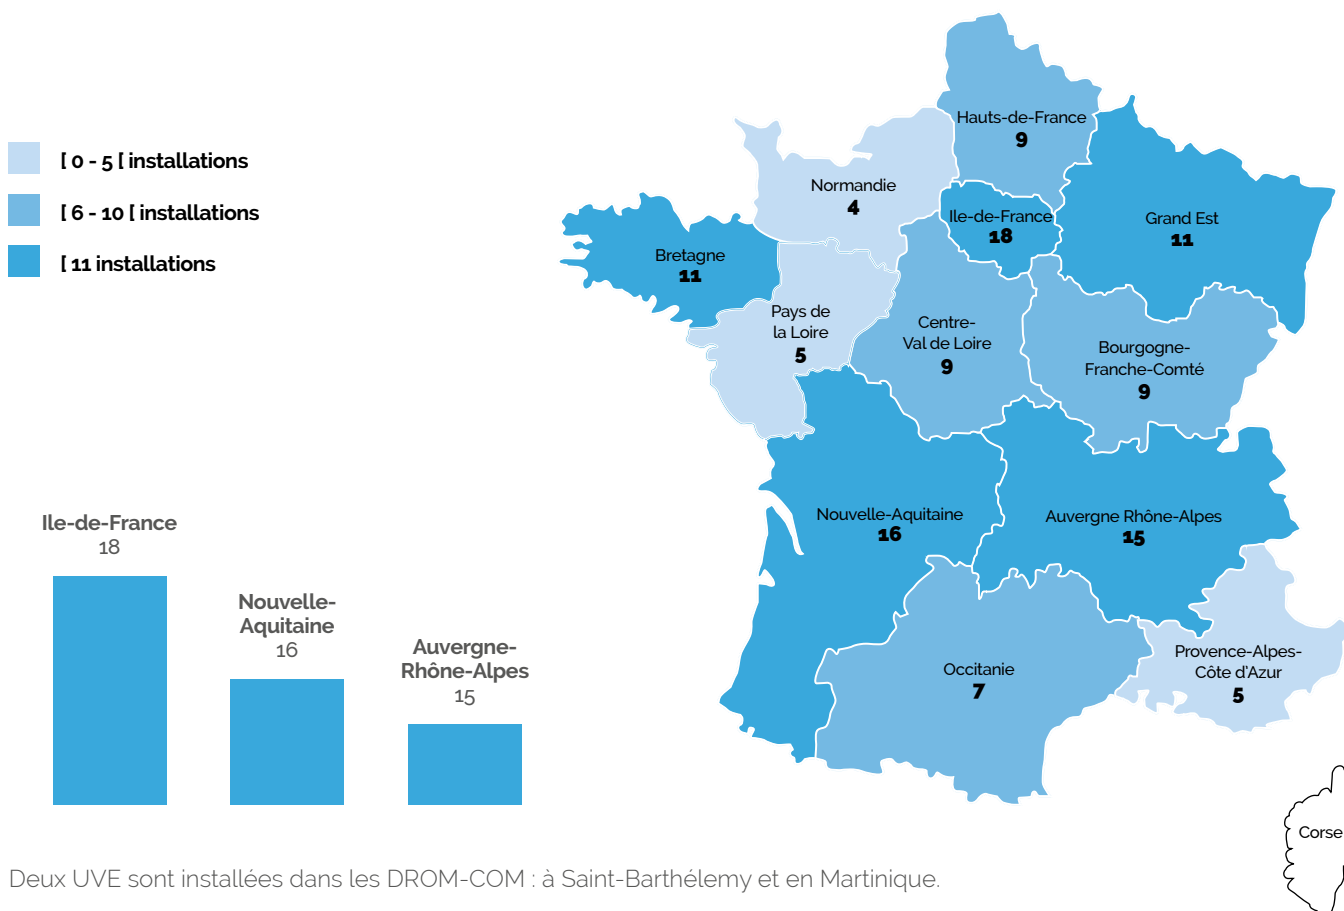 [ 0 - 5 [ installations
[ 6 - 10 [ installations
[ 11 installations
Hauts-de-France
9
Normandie
4
Ile-de-France
18
Grand Est
11
Bretagne
11
Pays de
la Loire
5
Centre-
Val de Loire
9
Bourgogne-
Franche-Comté
9
Nouvelle-Aquitaine
16
Auvergne Rhône-Alpes
15
Occitanie
7
Provence-Alpes-
Côte d'Azur
5
Corse
Ile-de-France
18
Nouvelle-
Aquitaine
16
Auvergne-
Rhône-Alpes
15
Deux UVE sont installées dans les DROM-COM : à Saint-Barthélemy et en Martinique.